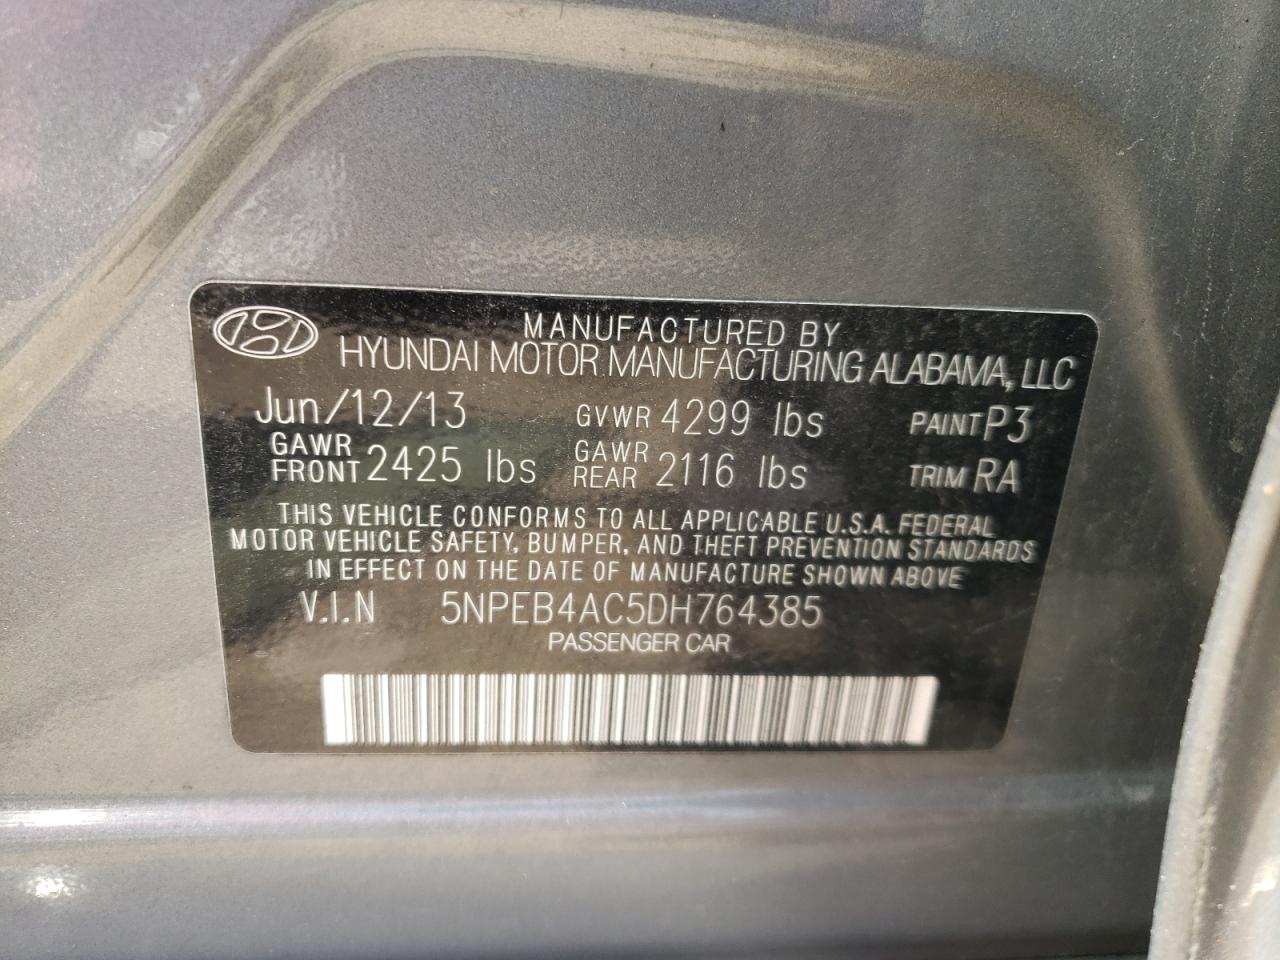 MANUFACTURED BY
HYUNDAI MOTOR MANUFACTURING ALABAMA, LLC
Jun/12/13 GVWR 4299 lbs PAINT P3
GAWR FRONT 2425 lbs GAWR REAR 2116 lbs TRIM RA
THIS VEHICLE CONFORMS TO ALL APPLICABLE U.S.A. FEDERAL
MOTOR VEHICLE SAFETY, BUMPER, AND THEFT PREVENTION STANDARDS
IN EFFECT ON THE DATE OF MANUFACTURE SHOWN ABOVE
V.I.N 5NPEB4AC5DH764385
PASSENGER CAR